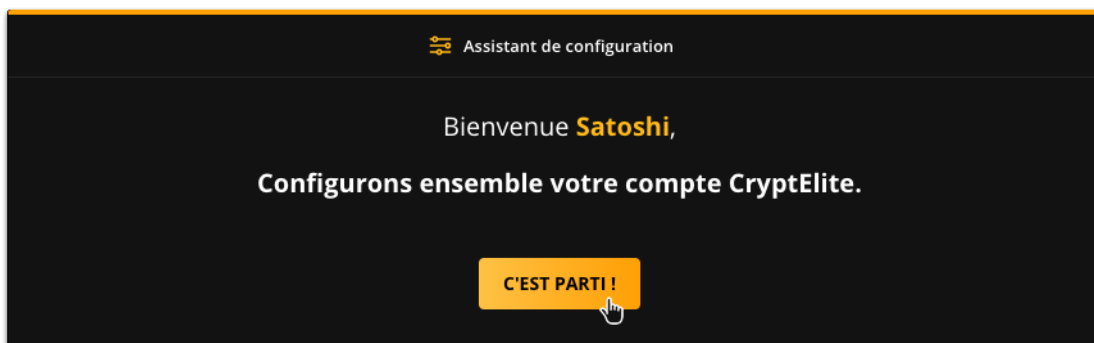 Assistant de configuration
Bienvenue Satoshi,
Configurons ensemble votre compte CryptElite.
C'EST PARTI !